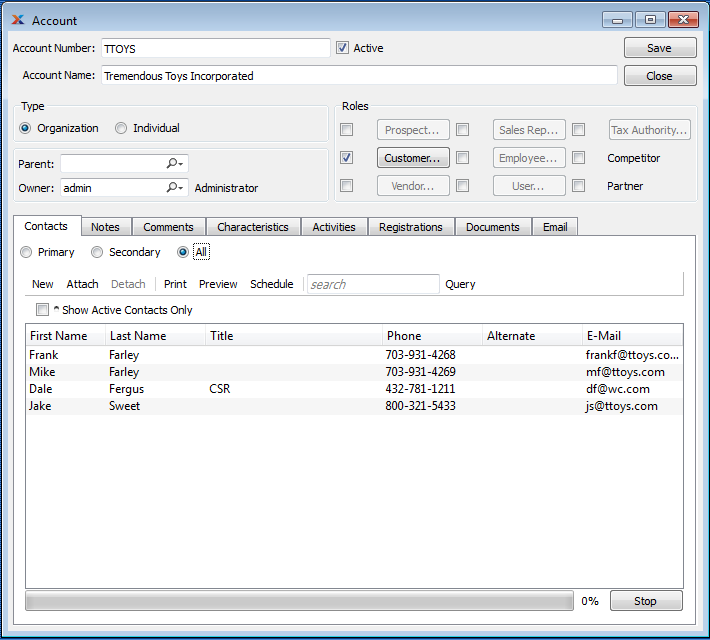 Account
Account Number: TTOYS Active Save
Account Name: Tremendous Toys Incorporated Close
Type Roles
Organization Individual Prospect... Sales Rep... Tax Authority...
Customer... Employee... Competitor
Parent:
Owner: admin Administrator Vendor... User... Partner
Contacts Notes Comments Characteristics Activities Registrations Documents Email
Primary Secondary All
New Attach Detach Print Preview Schedule search Query
^ Show Active Contacts Only
First Name Last Name Title Phone Alternate E-Mail
Frank Farley 703-931-4268 frankf@ttoys.co...
Mike Farley 703-931-4269 mf@ttoys.com
Dale Fergus CSR 432-781-1211 df@wc.com
Jake Sweet 800-321-5433 js@ttoys.com
0% Stop